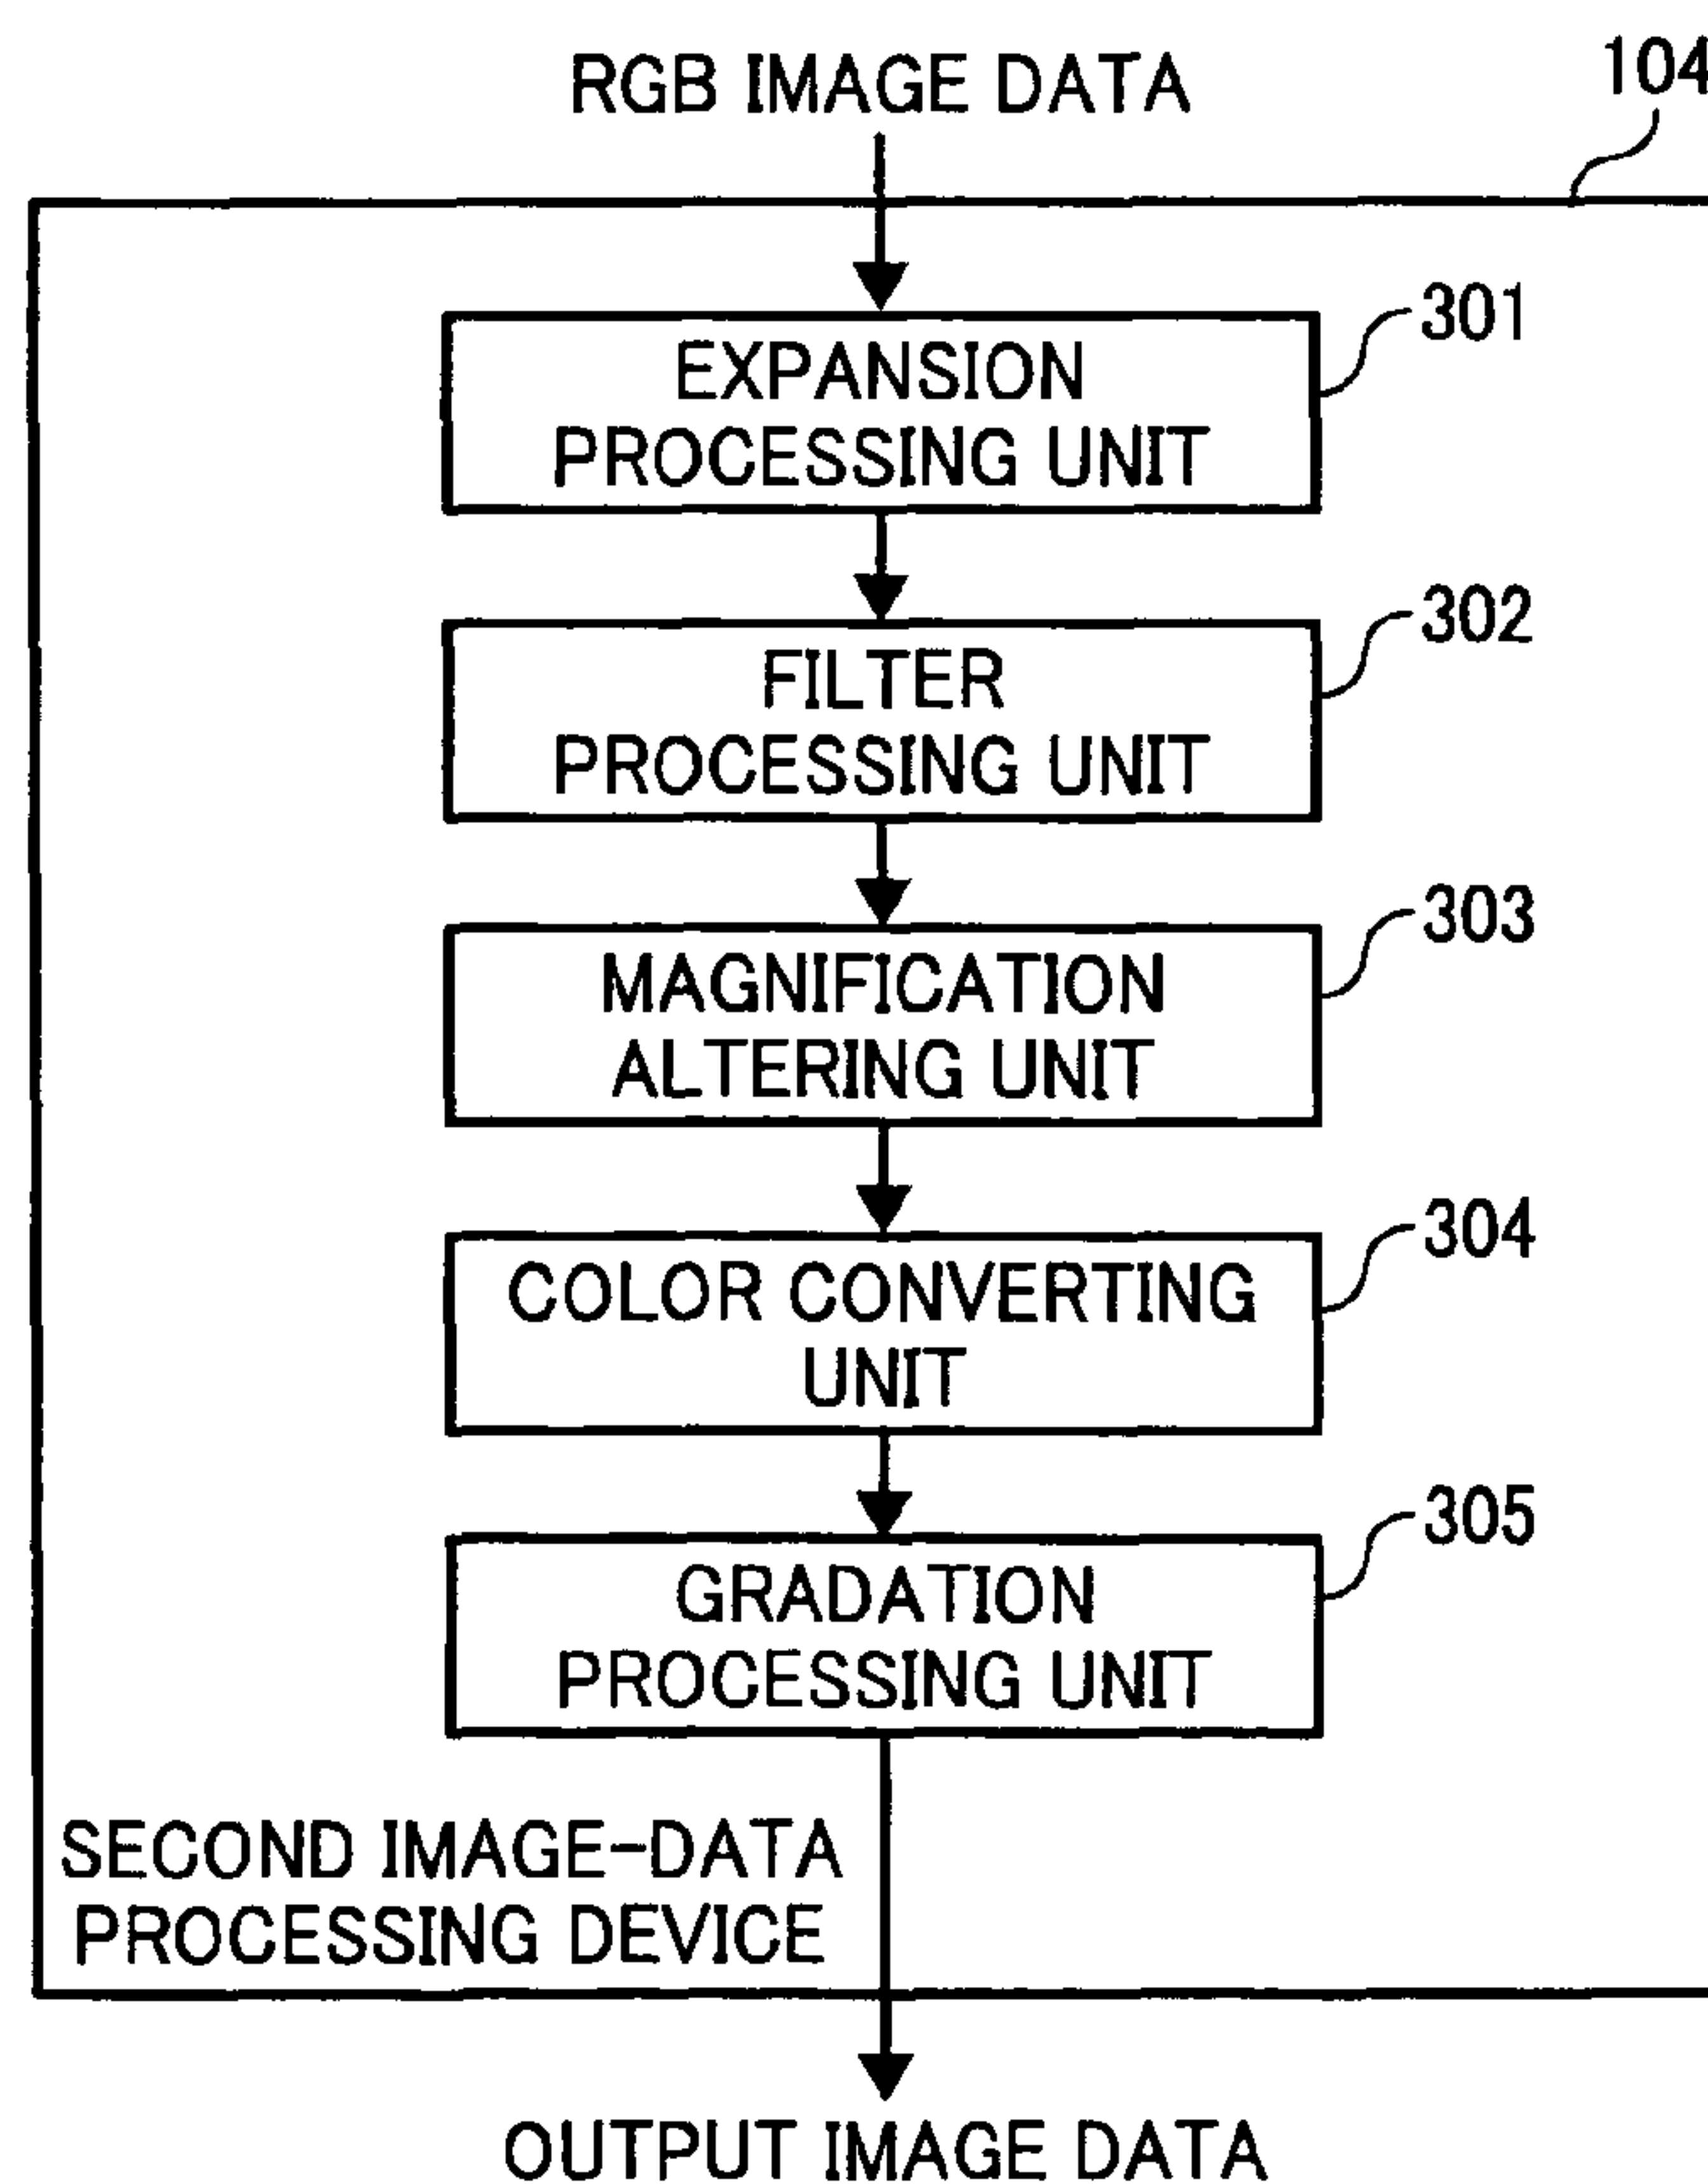 RGB IMAGE DATA
104
EXPANSION
PROCESSING UNIT
301
FILTER
PROCESSING UNIT
302
MAGNIFICATION
ALTERING UNIT
303
COLOR CONVERTING
UNIT
304
GRADATION
PROCESSING UNIT
305
SECOND IMAGE-DATA
PROCESSING DEVICE
OUTPUT IMAGE DATA